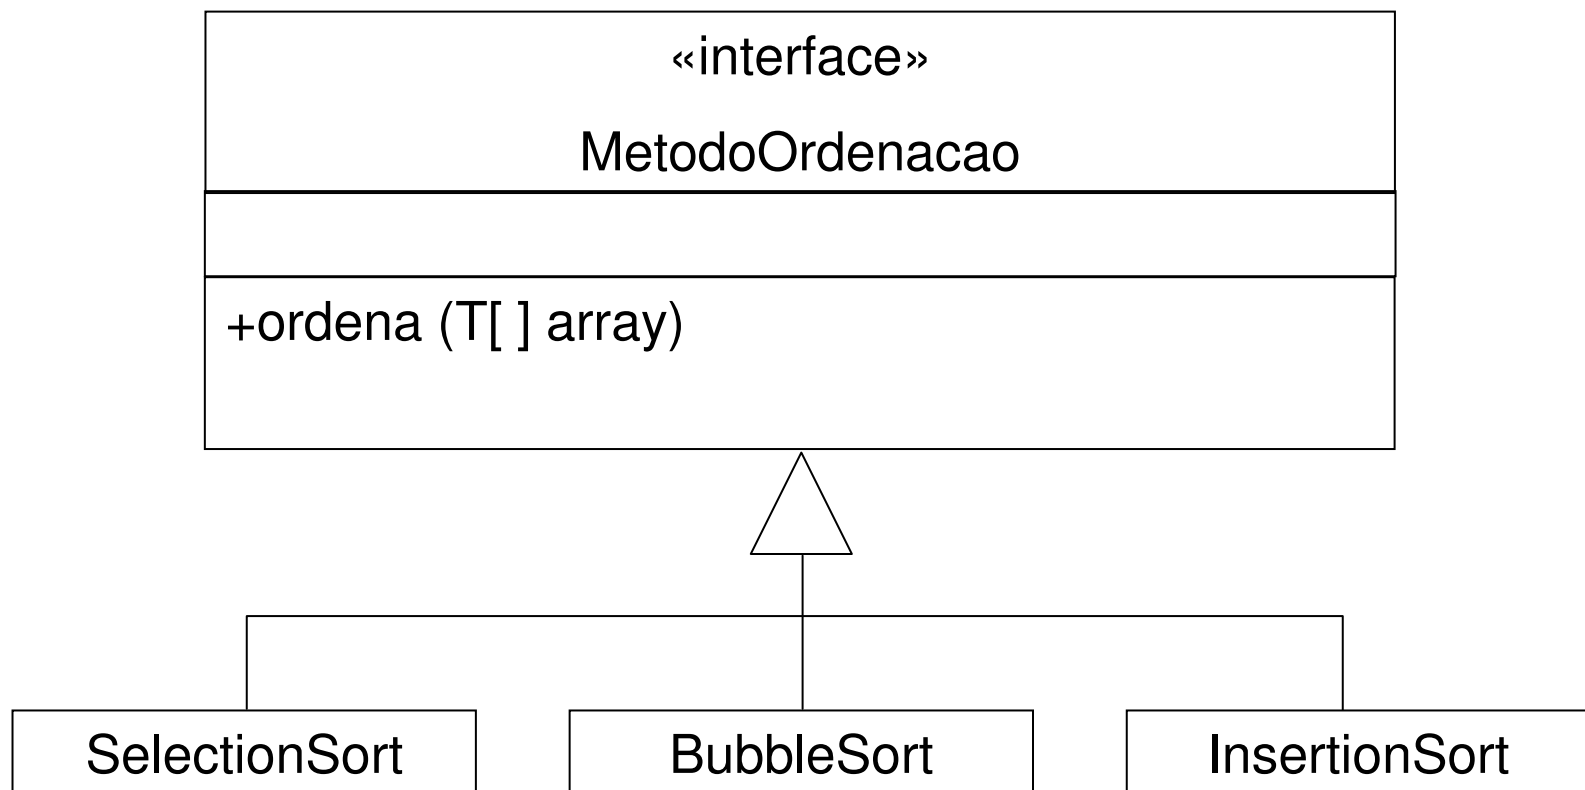 «interface»
MetodoOrdenacao
+ordena (T[ ] array)
SelectionSort
BubbleSort
InsertionSort